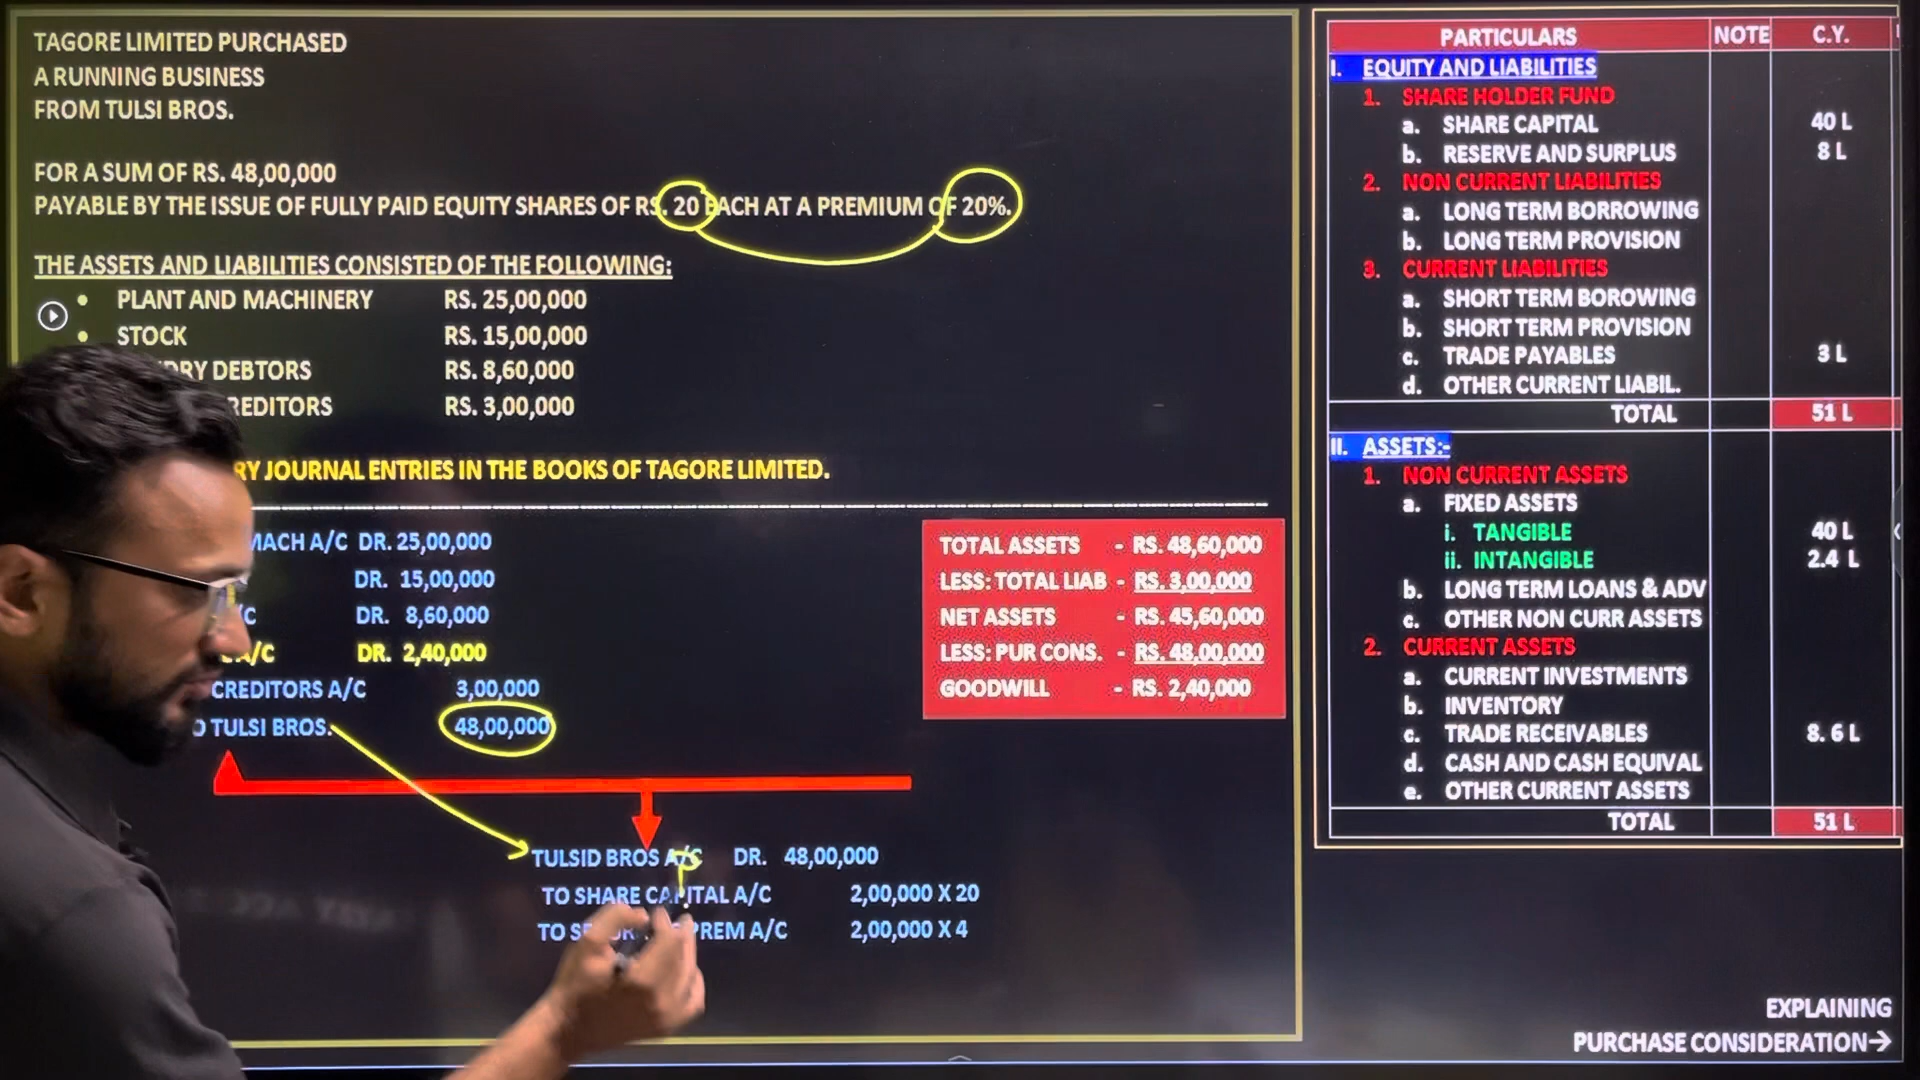 TAGORE LIMITED PURCHASED
A RUNNING BUSINESS
FROM TULSI BROS.
FOR A SUM OF RS. 48,00,000
PAYABLE BY THE ISSUE OF FULLY PAID EQUITY SHARES OF RS. 20 EACH AT A PREMIUM OF 20%.
THE ASSETS AND LIABILITIES CONSISTED OF THE FOLLOWING:
• PLANT AND MACHINERY RS. 25,00,000
• STOCK RS. 15,00,000
DEBTORS RS. 8,60,000
RS. 3,00,000
JOURNAL ENTRIES IN THE BOOKS OF TAGORE LIMITED.
MACH A/C DR. 25,00,000
DR. 15,00,000
DR. 8,60,000
A/C DR. 2,40,000
CREDITORS A/C 3,00,000
TULSI BROS. 48,00,000
TOTAL ASSETS - RS. 48,60,000
LESS: TOTAL LIAB - RS. 3,00,000
NET ASSETS - RS. 45,60,000
LESS: PUR CONS. - RS. 48,00,000
GOODWILL - RS. 2,40,000
TULSID BROS A/C DR. 48,00,000
TO SHARE CAPITAL A/C 2,00,000 X 20
TO PREM A/C 2,00,000 X 4
PARTICULARS NOTE C.Y.
I. EQUITY AND LIABILITIES
1. SHARE HOLDER FUND
a. SHARE CAPITAL 40 L
b. RESERVE AND SURPLUS 8 L
2. NON CURRENT LIABILITIES
a. LONG TERM BORROWING
b. LONG TERM PROVISION
3. CURRENT LIABILITIES
a. SHORT TERM BOROWING
b. SHORT TERM PROVISION
c. TRADE PAYABLES 3 L
d. OTHER CURRENT LIABIL.
TOTAL 51 L
II. ASSETS:-
1. NON CURRENT ASSETS
a. FIXED ASSETS
i. TANGIBLE 40 L
ii. INTANGIBLE 2.4 L
b. LONG TERM LOANS & ADV
c. OTHER NON CURR ASSETS
2. CURRENT ASSETS
a. CURRENT INVESTMENTS
b. INVENTORY
c. TRADE RECEIVABLES 8. 6 L
d. CASH AND CASH EQUIVAL
e. OTHER CURRENT ASSETS
TOTAL 51 L
EXPLAINING
PURCHASE CONSIDERATION→